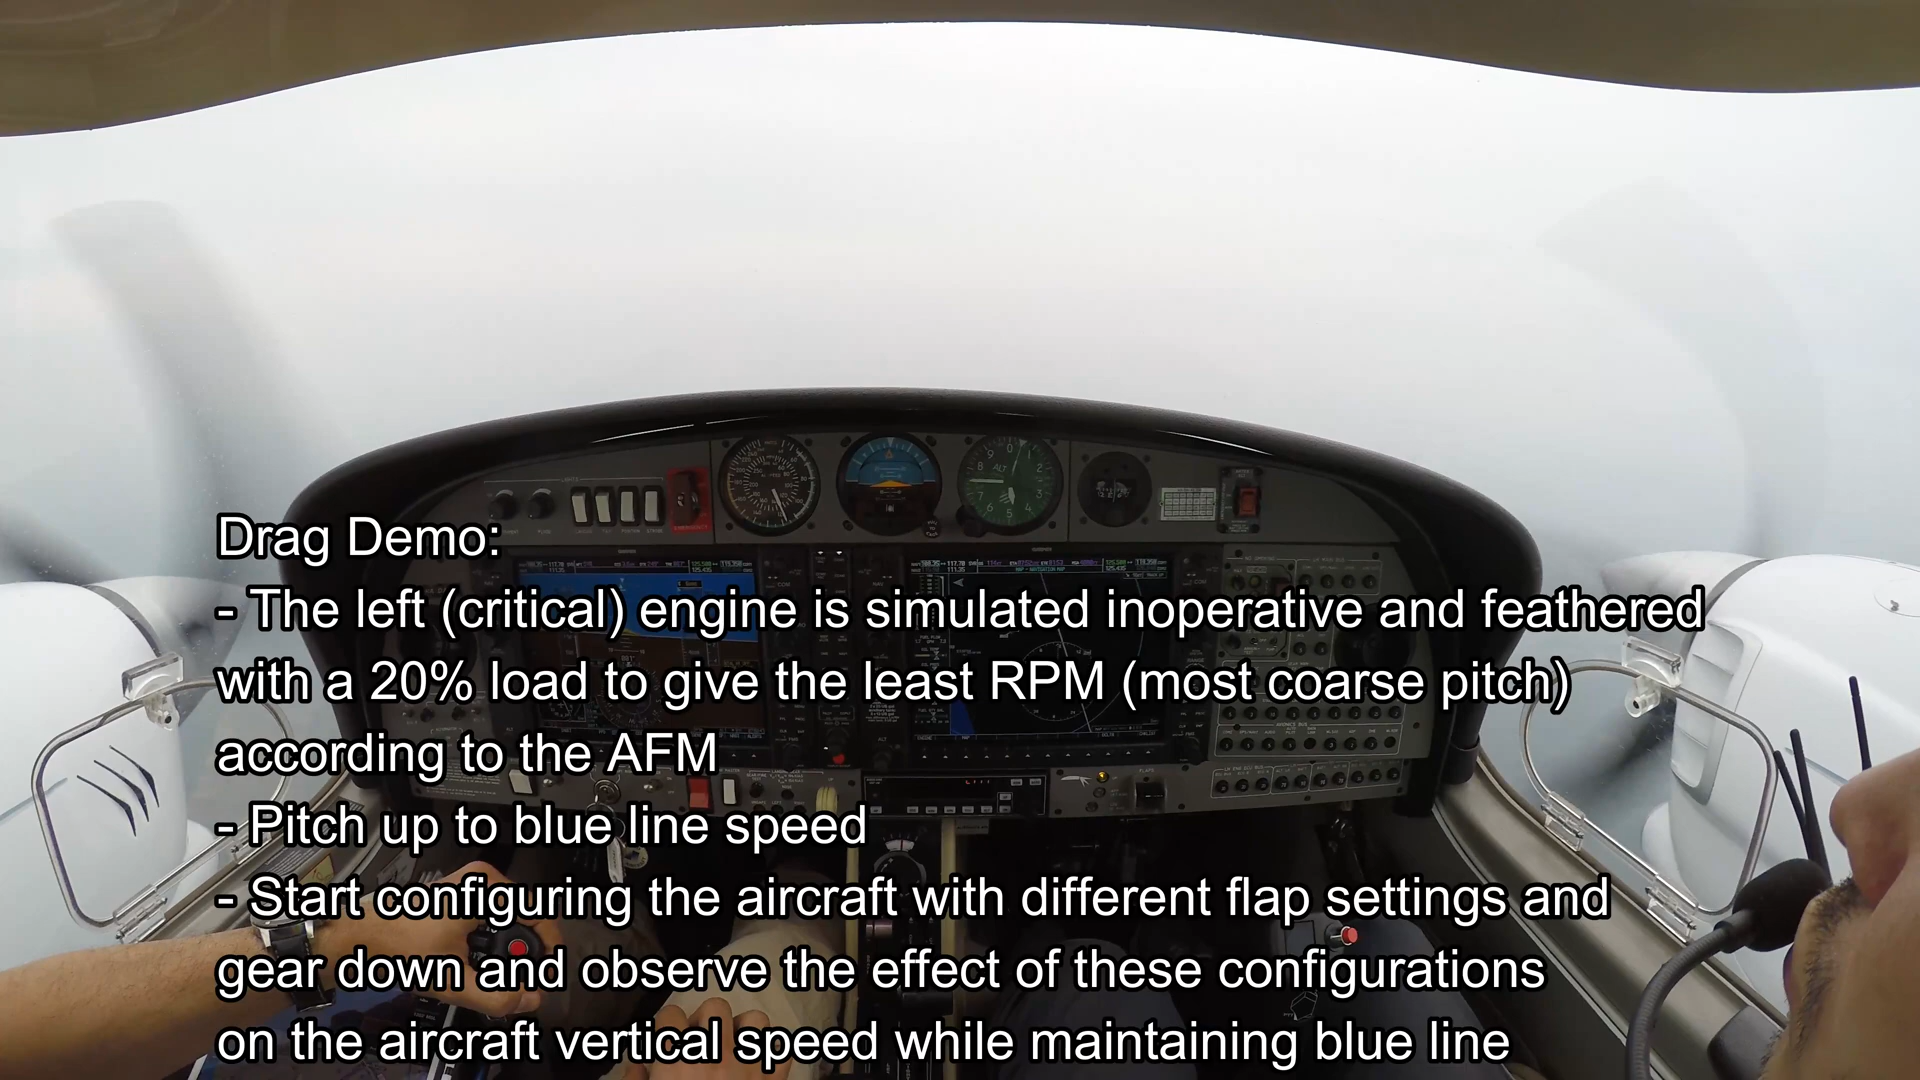 Drag Demo:
- The left (critical) engine is simulated inoperative and feathered
with a 20% load to give the least RPM (most coarse pitch)
according to the AFM
- Pitch up to blue line speed
- Start configuring the aircraft with different flap settings and
gear down and observe the effect of these configurations
on the aircraft vertical speed while maintaining blue line